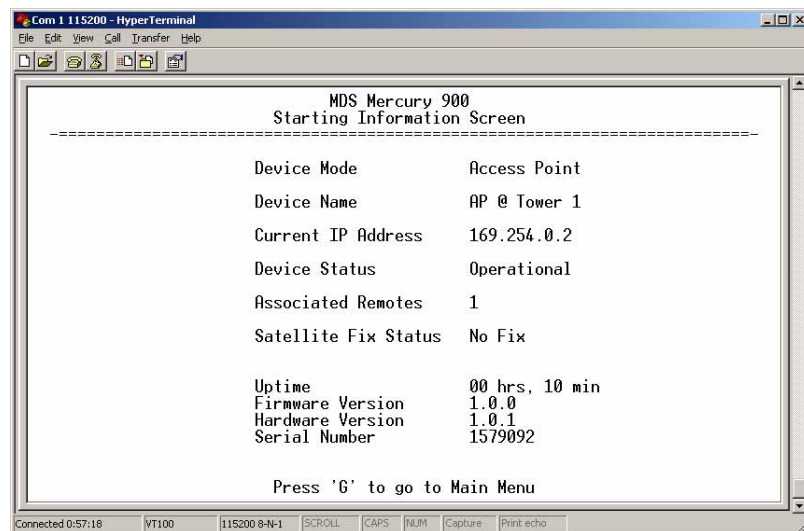 Com 1 115200 - HyperTerminal
File Edit View Call Transfer Help
MDS Mercury 900
Starting Information Screen
-==========================================================================-
Device Mode Access Point
Device Name AP @ Tower 1
Current IP Address 169.254.0.2
Device Status Operational
Associated Remotes 1
Satellite Fix Status No Fix
Uptime 00 hrs, 10 min
Firmware Version 1.0.0
Hardware Version 1.0.1
Serial Number 1579092
Press 'G' to go to Main Menu
Connected 0:57:18 VT100 115200 8-N-1 SCROLL CAPS NUM Capture Print echo